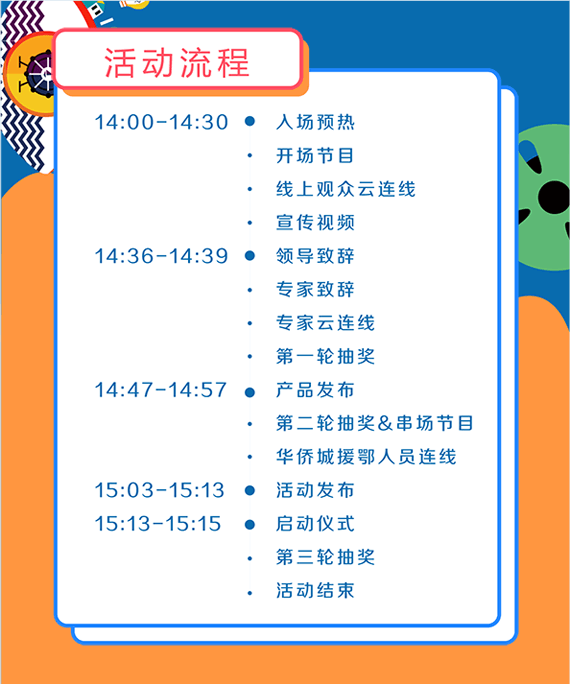 活动流程
14:00-14:30 ● 入场预热
• 开场节目
• 线上观众云连线
• 宣传视频
14:36-14:39 ● 领导致辞
• 专家致辞
• 专家云连线
• 第一轮抽奖
14:47-14:57 ● 产品发布
• 第二轮抽奖&串场节目
• 华侨城援鄂人员连线
15:03-15:13 ● 活动发布
15:13-15:15 ● 启动仪式
• 第三轮抽奖
• 活动结束